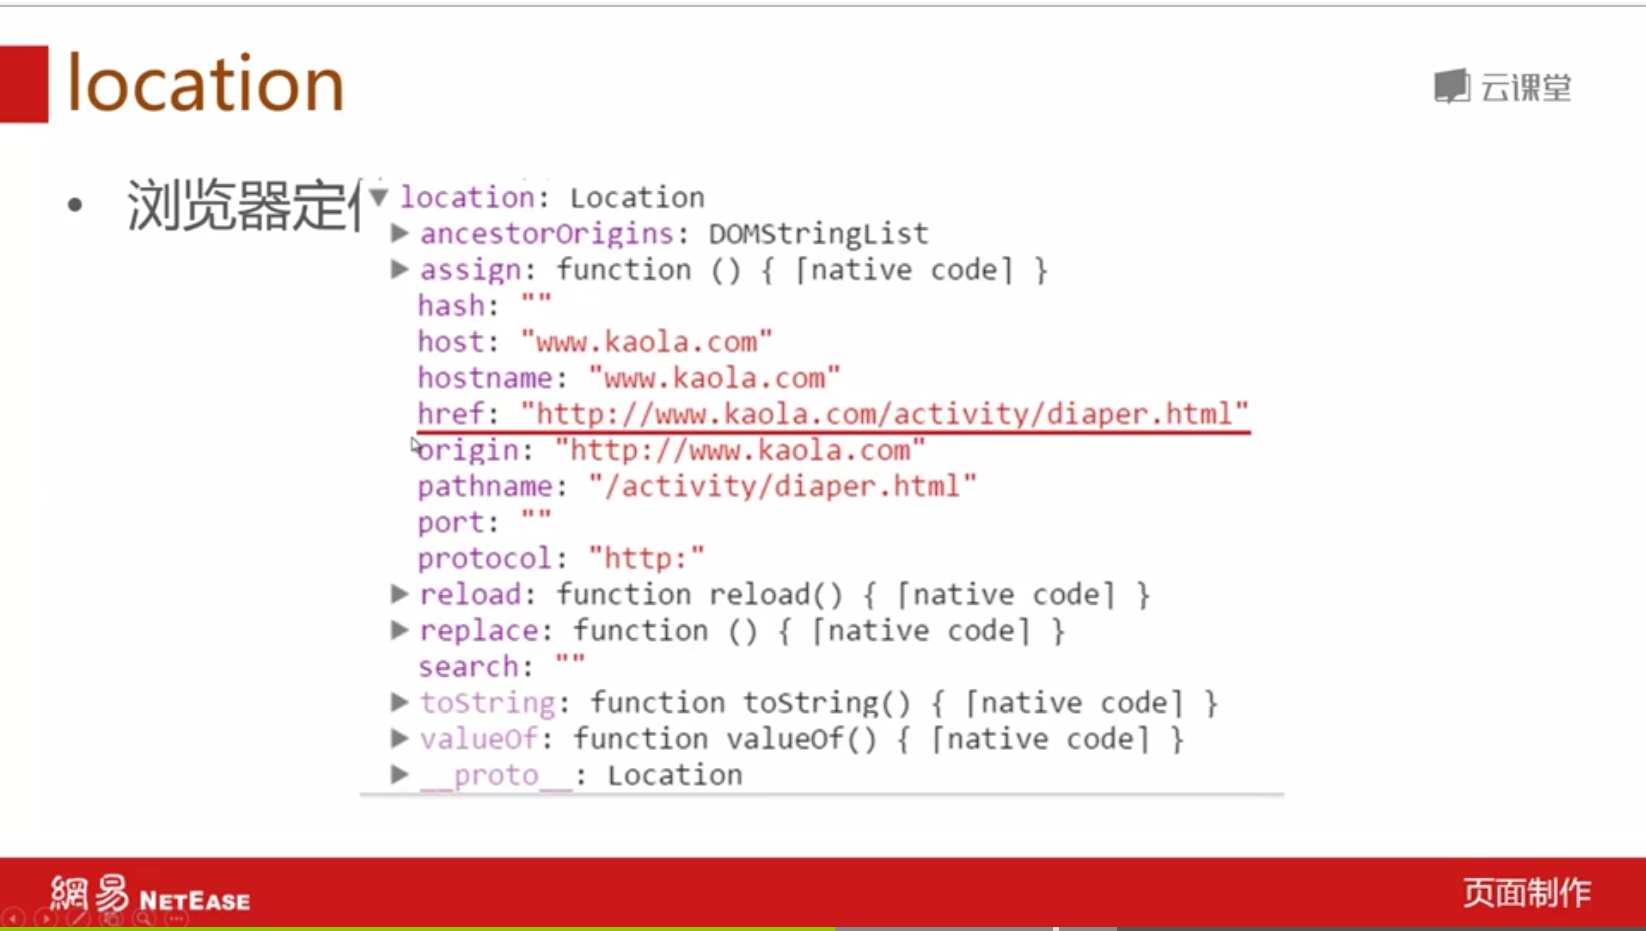 location
云课堂
• 浏览器定
▼ location: Location
▶ ancestorOrigins: DOMStringList
▶ assign: function () { [native code] }
hash: ""
host: "www.kaola.com"
hostname: "www.kaola.com"
href: "http://www.kaola.com/activity/diaper.html"
origin: "http://www.kaola.com"
pathname: "/activity/diaper.html"
port: ""
protocol: "http:"
▶ reload: function reload() { [native code] }
▶ replace: function () { [native code] }
search: ""
▶ toString: function toString() { [native code] }
▶ valueOf: function valueOf() { [native code] }
▶ __proto__: Location
網易 NETEASE
页面制作